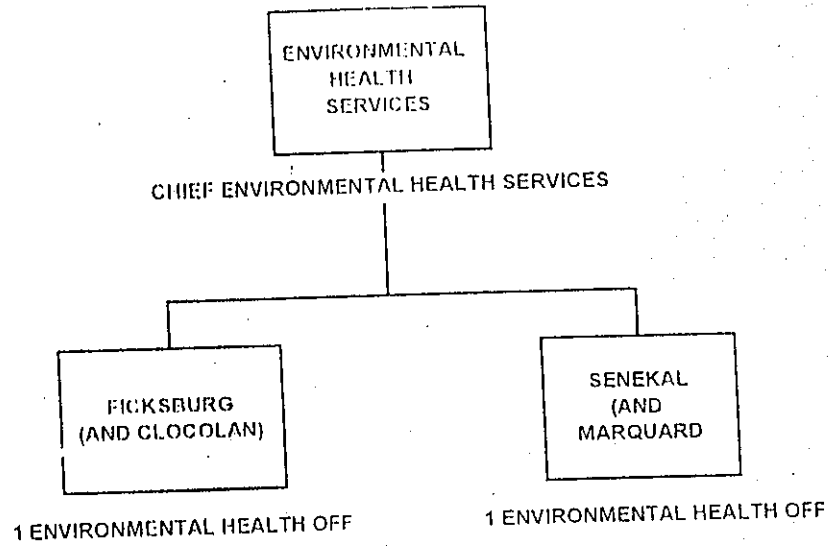 ENVIRONMENTAL
HEALTH
SERVICES
CHIEF ENVIRONMENTAL HEALTH SERVICES
FICKSBURG
(AND CLOCOLAN)
SENEKAL
(AND
MARQUARD
1 ENVIRONMENTAL HEALTH OFF
1 ENVIRONMENTAL HEALTH OFF